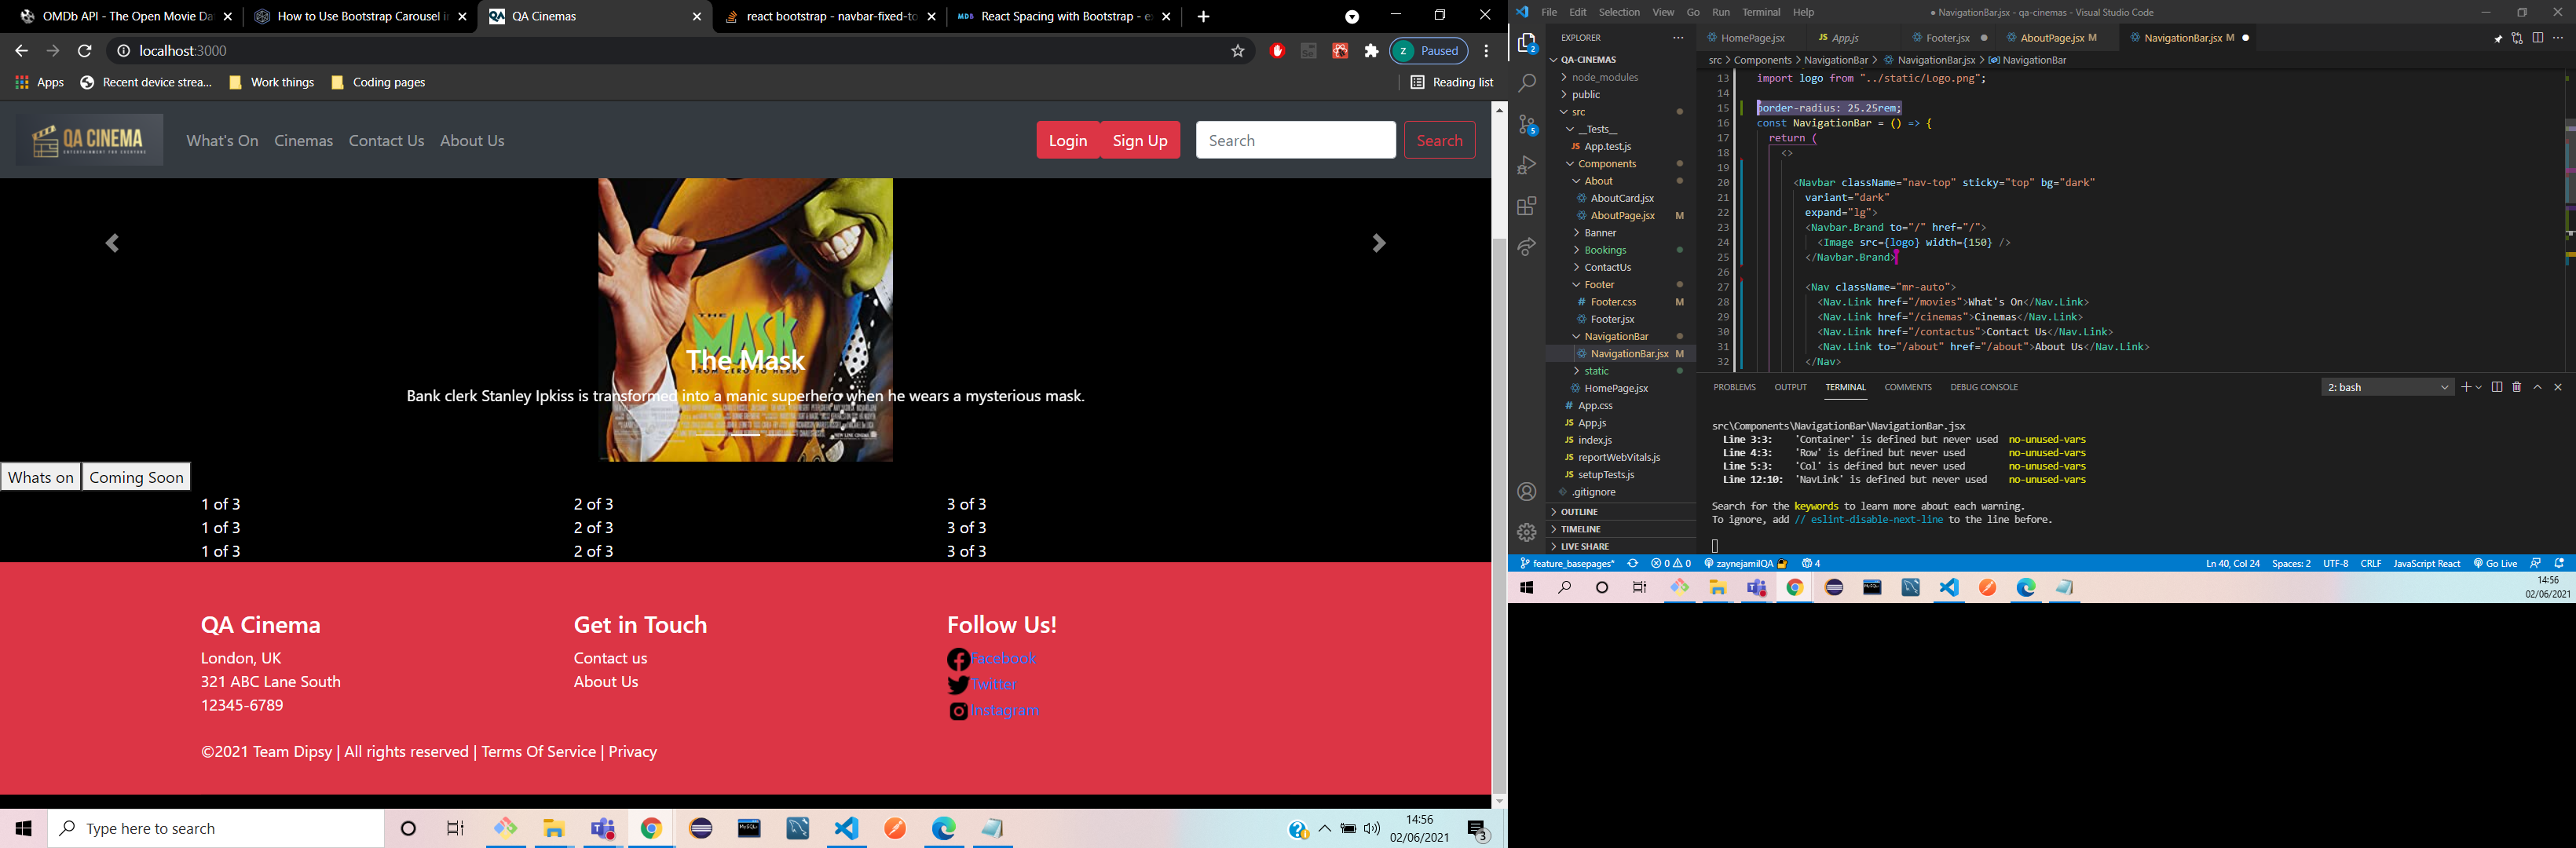 OMDb API - The Open Movie Da
How to Use Bootstrap Carousel i
QA Cinemas
react bootstrap - navbar-fixed-to
React Spacing with Bootstrap - e
localhost:3000
Paused
Apps
Recent device strea...
Work things
Coding pages
Reading list
QA CINEMA
What's On
Cinemas
Contact Us
About Us
Login
Sign Up
Search
Search
THE
MASK
FROM ZERO TO HERO
The Mask
Bank clerk Stanley Ipkiss is transformed into a manic superhero when he wears a mysterious mask.
Whats on
Coming Soon
1 of 3
2 of 3
3 of 3
1 of 3
2 of 3
3 of 3
1 of 3
2 of 3
3 of 3
QA Cinema
London, UK
321 ABC Lane South
12345-6789
Get in Touch
Contact us
About Us
Follow Us!
Facebook
Twitter
Instagram
©2021 Team Dipsy | All rights reserved | Terms Of Service | Privacy
Type here to search
14:56
02/06/2021
3
File Edit Selection View Go Run Terminal Help
● NavigationBar.jsx - qa-cinemas - Visual Studio Code
EXPLORER
QA-CINEMAS
node_modules
public
src
__Tests__
App.test.js
Components
About
AboutCard.jsx
AboutPage.jsx M
Banner
Bookings
ContactUs
Footer
Footer.css M
Footer.jsx
NavigationBar
NavigationBar.jsx M
static
HomePage.jsx
App.css
App.js
index.js
reportWebVitals.js
setupTests.js
.gitignore
OUTLINE
TIMELINE
LIVE SHARE
HomePage.jsx
App.js
Footer.jsx
AboutPage.jsx M
NavigationBar.jsx M
src > Components > NavigationBar > NavigationBar.jsx > NavigationBar
13 import logo from "../static/Logo.png";
14
15 border-radius: 25.25rem;
16 const NavigationBar = () => {
17 return (
18 <>
19
20 <Navbar className="nav-top" sticky="top" bg="dark"
21 variant="dark"
22 expand="lg">
23 <Navbar.Brand to="/" href="/">
24 <Image src={logo} width={150} />
25 </Navbar.Brand>
26
27 <Nav className="mr-auto">
28 <Nav.Link href="/movies">What's On</Nav.Link>
29 <Nav.Link href="/cinemas">Cinemas</Nav.Link>
30 <Nav.Link href="/contactus">Contact Us</Nav.Link>
31 <Nav.Link to="/about" href="/about">About Us</Nav.Link>
32 </Nav>
PROBLEMS OUTPUT TERMINAL COMMENTS DEBUG CONSOLE
2: bash
src\Components\NavigationBar\NavigationBar.jsx
Line 3:3: 'Container' is defined but never used no-unused-vars
Line 4:3: 'Row' is defined but never used no-unused-vars
Line 5:3: 'Col' is defined but never used no-unused-vars
Line 12:10: 'NavLink' is defined but never used no-unused-vars
Search for the keywords to learn more about each warning.
To ignore, add // eslint-disable-next-line to the line before.
feature_basepages*
0
0
zaynejamilQA
4
Ln 40, Col 24
Spaces: 2
UTF-8
CRLF
JavaScript React
Go Live
14:56
02/06/2021